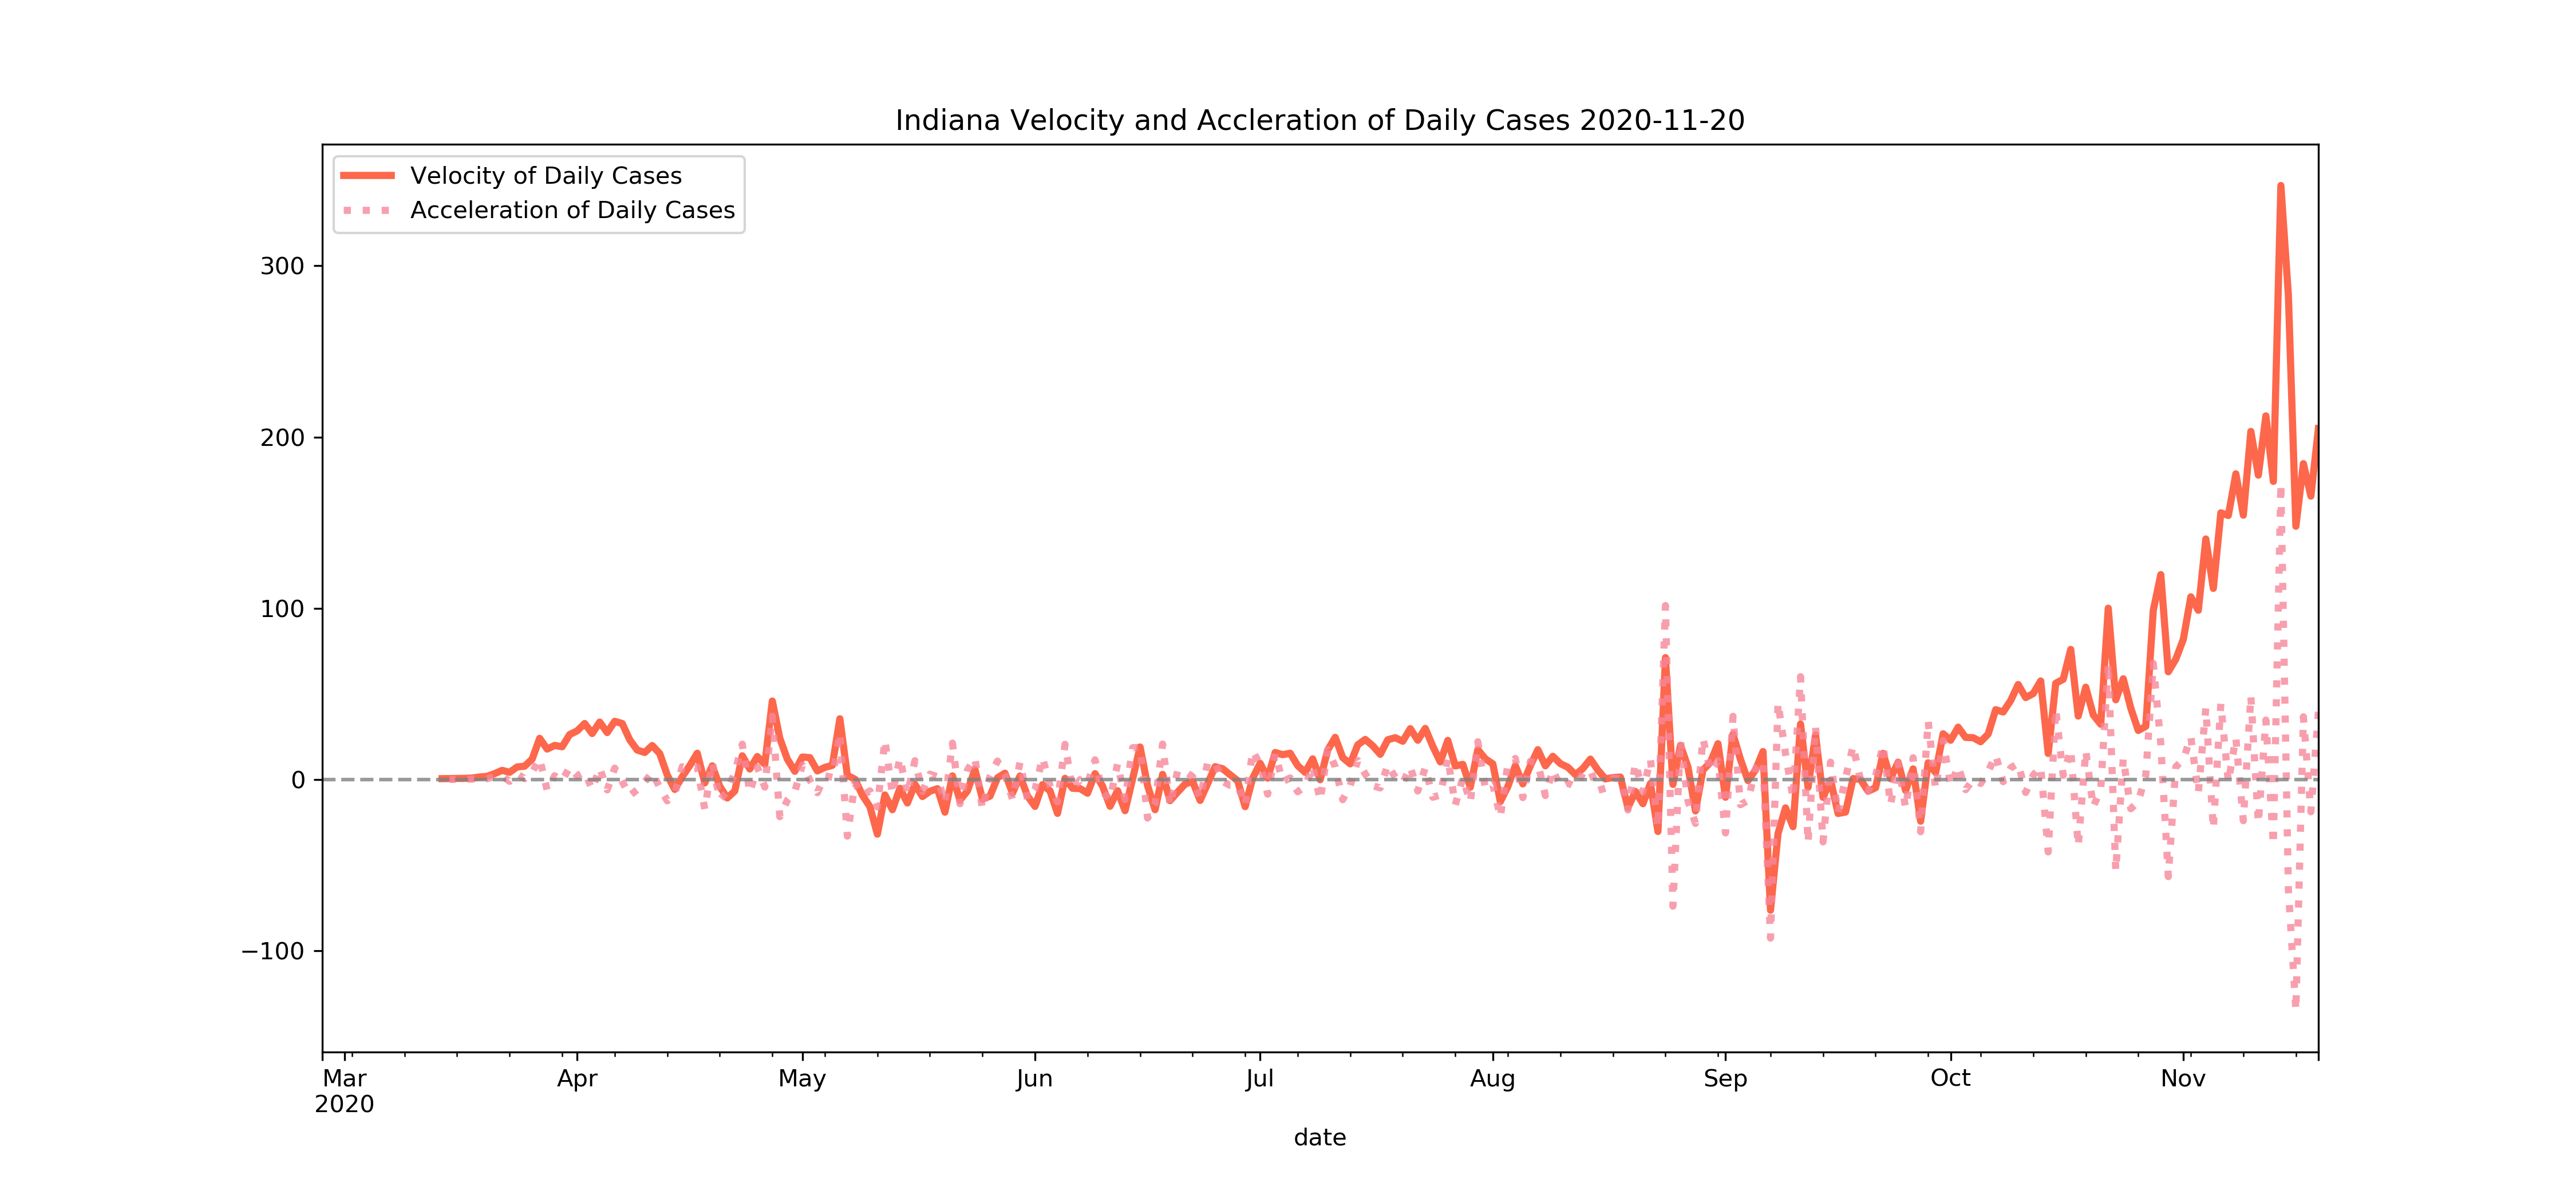 Indiana Velocity and Accleration of Daily Cases 2020-11-20
Velocity of Daily Cases
Acceleration of Daily Cases
300
200
100
0
−100
Mar Apr May Jun Jul Aug Sep Oct Nov
2020
date